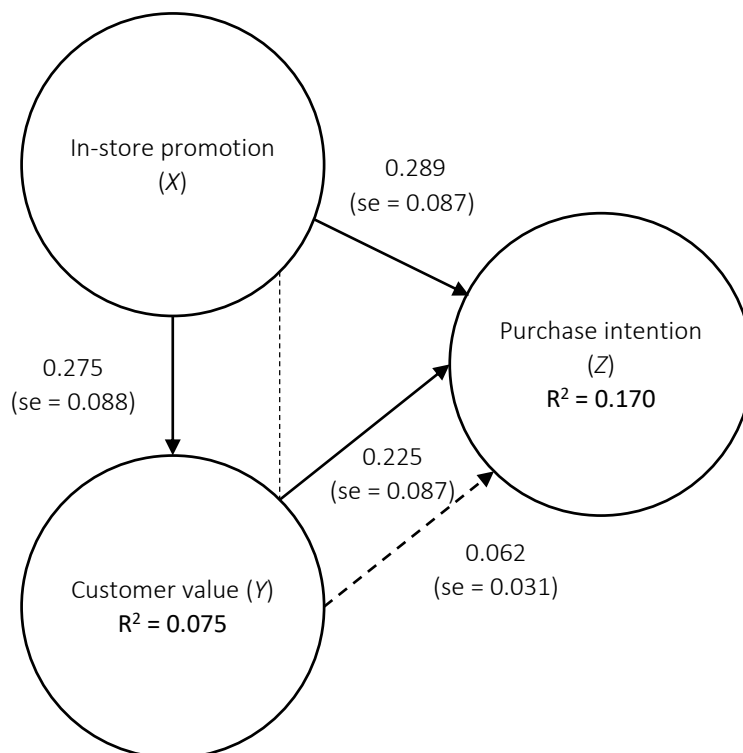 In-store promotion
(X)
0.289
(se = 0.087)
Purchase intention
(Z)
R² = 0.170
0.275
(se = 0.088)
0.225
(se = 0.087)
0.062
(se = 0.031)
Customer value (Y)
R² = 0.075